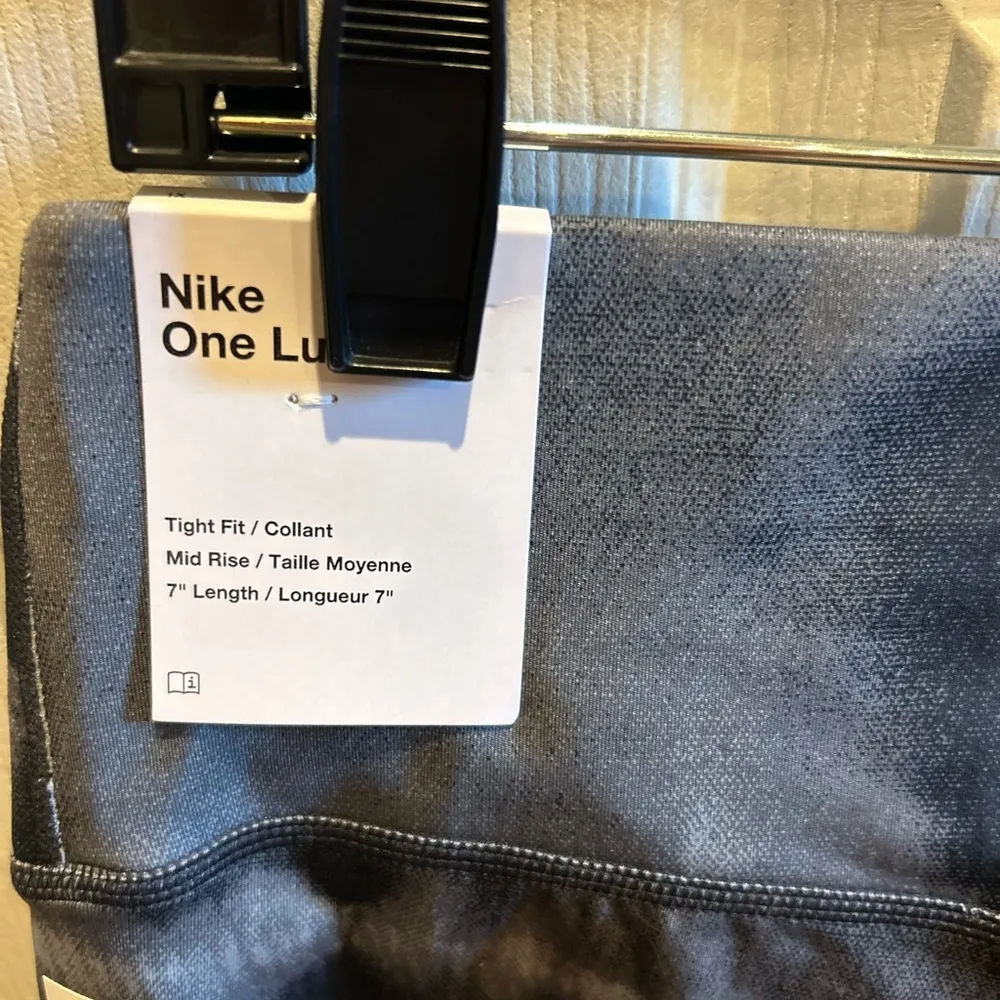 Nike
One Lu
Tight Fit / Collant
Mid Rise / Taille Moyenne
7" Length / Longueur 7"
i